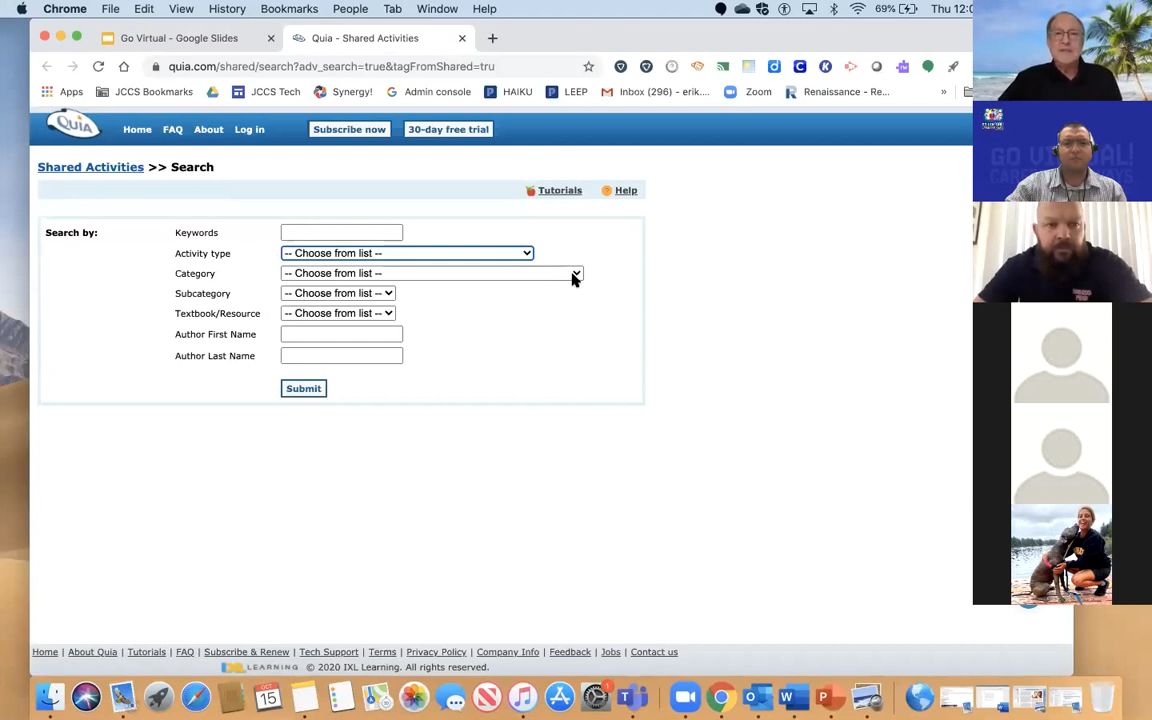 Chrome File Edit View History Bookmarks People Tab Window Help 69% Thu 12:0
Go Virtual - Google Slides
Quia - Shared Activities
quia.com/shared/search?adv_search=true&tagFromShared=tru
Apps JCCS Bookmarks JCCS Tech Synergy! Admin console HAIKU LEEP Inbox (296) - erik.... Zoom Renaissance - Re... »
QUIA Home FAQ About Log in Subscribe now 30-day free trial
Shared Activities >> Search
Tutorials Help
Search by: Keywords
Activity type -- Choose from list --
Category -- Choose from list --
Subcategory -- Choose from list --
Textbook/Resource -- Choose from list --
Author First Name
Author Last Name
Submit
Home | About Quia | Tutorials | FAQ | Subscribe & Renew | Tech Support | Terms | Privacy Policy | Company Info | Feedback | Jobs | Contact us
IXL LEARNING © 2020 IXL Learning. All rights reserved.
OCT
15
1